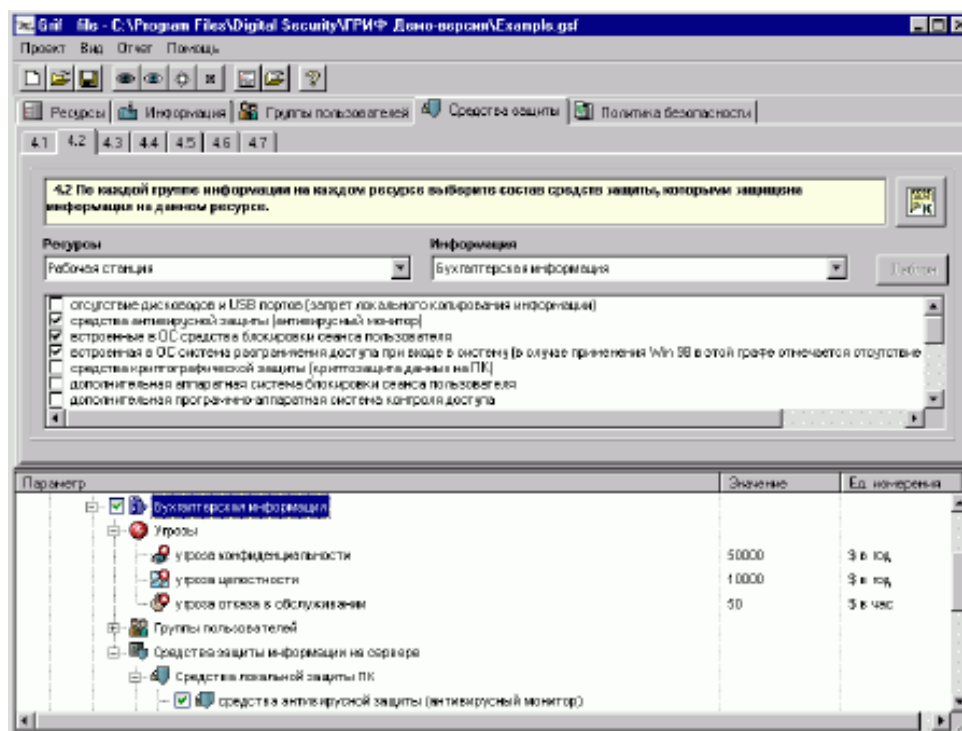 Grif file - C:\Program Files\Digital Security\ГРИФ Демо-версия\Example.gsf
Проект Вид Отчет Помощь
Ресурсы Информация Группы пользователей Средства защиты Политика безопасности
4.1 4.2 4.3 4.4 4.5 4.6 4.7
4.2 По каждой группе информации на каждом ресурсе выберите состав средств защиты, которыми защищена
информация на данном ресурсе.
Ресурсы Информация
Рабочая станция Бухгалтерская информация
отсутствие дисководов и USB портов (запрет локального копирования информации)
средства антивирусной защиты (антивирусный монитор)
встроенные в ОС средства блокировки сеанса пользователя
встроенная в ОС система разграничения доступа при входе в систему (в случае применения Win 98 в этой графе отмечается отсутствие
средства криптографической защиты (криптозащита данных на ПК)
дополнительная аппаратная система блокировки сеанса пользователя
дополнительная программно-аппаратная система контроля доступа
Параметр Значение Ед. измерения
Бухгалтерская информация
Угрозы
угроза конфиденциальности 50000 $ в год
угроза целостности 10000 $ в год
угроза отказа в обслуживании 50 $ в час
Группы пользователей
Средства защиты информации на сервере
Средства локальной защиты ПК
средства антивирусной защиты (антивирусный монитор)